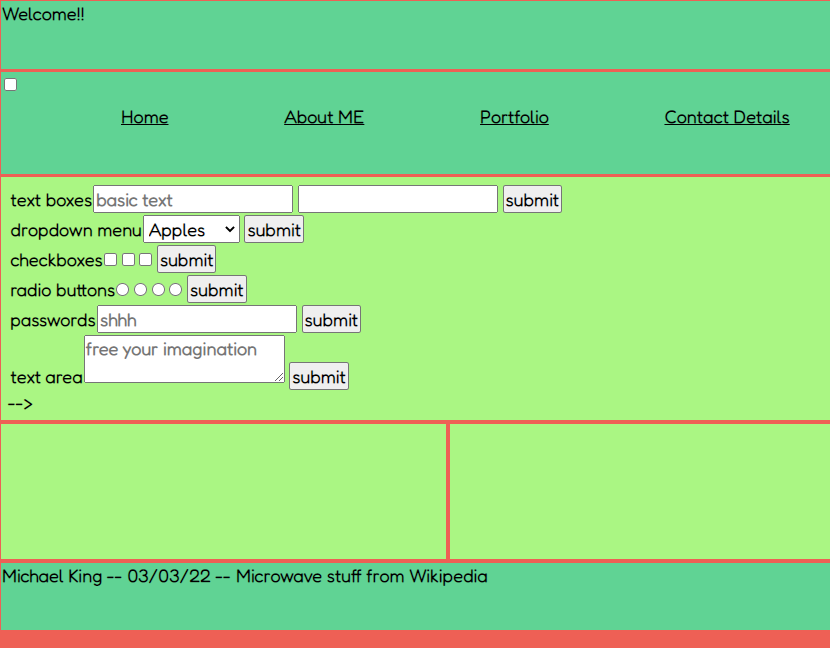 Welcome!!
Home About ME Portfolio Contact Details
text boxes basic text submit
dropdown menu Apples submit
checkboxes submit
radio buttons submit
passwords shhh submit
free your imagination
text area submit
-->
Michael King -- 03/03/22 -- Microwave stuff from Wikipedia